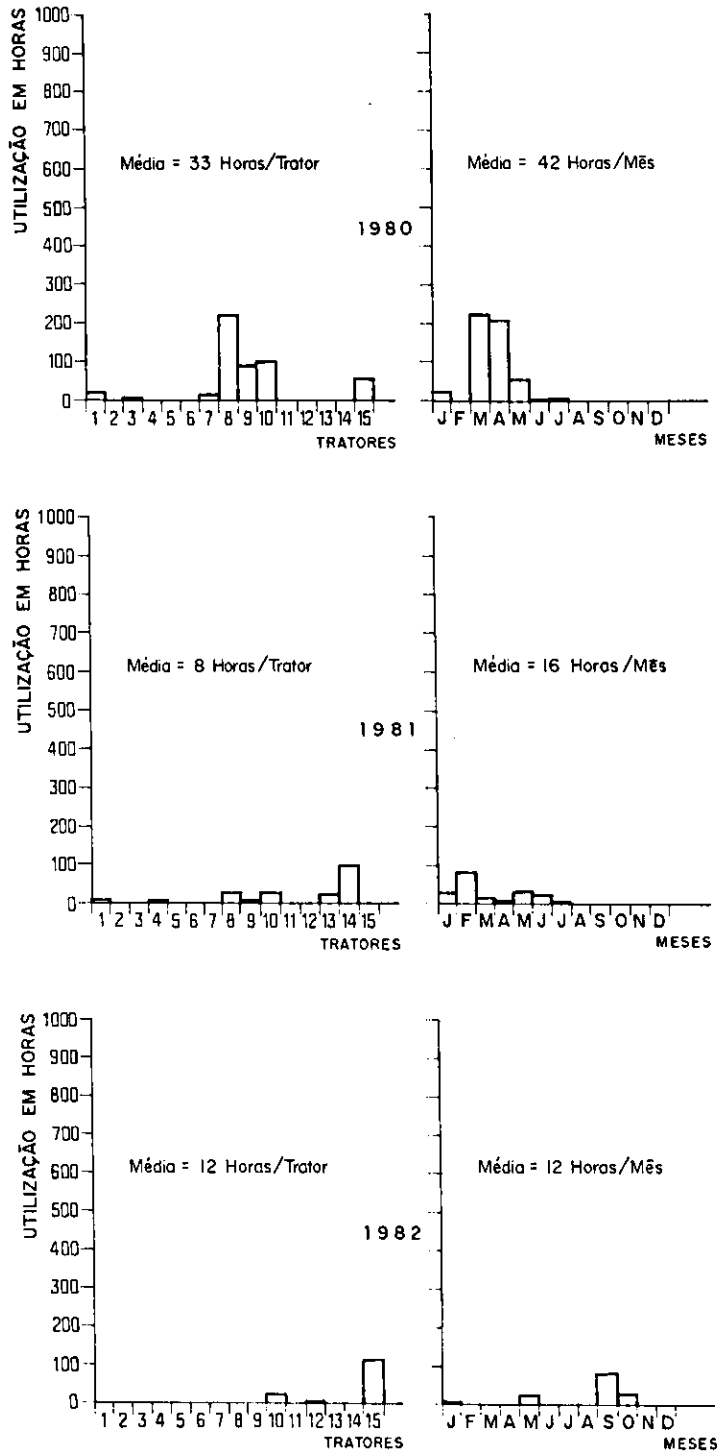 UTILIZAÇÃO EM HORAS
1000
900
800
700
600
500
400
300
200
100
0
Média = 33 Horas/Trator
1 2 3 4 5 6 7 8 9 10 11 12 13 14 15
TRATORES
1980
Média = 42 Horas/Mês
J F M A M J J A S O N D
MESES
UTILIZAÇÃO EM HORAS
1000
900
800
700
600
500
400
300
200
100
0
Média = 8 Horas/Trator
1 2 3 4 5 6 7 8 9 10 11 12 13 14 15
TRATORES
1981
Média = 16 Horas/Mês
J F M A M J J A S O N D
MESES
UTILIZAÇÃO EM HORAS
1000
900
800
700
600
500
400
300
200
100
0
Média = 12 Horas/Trator
1 2 3 4 5 6 7 8 9 10 11 12 13 14 15
TRATORES
1982
Média = 12 Horas/Mês
J F M A M J J A S O N D
MESES